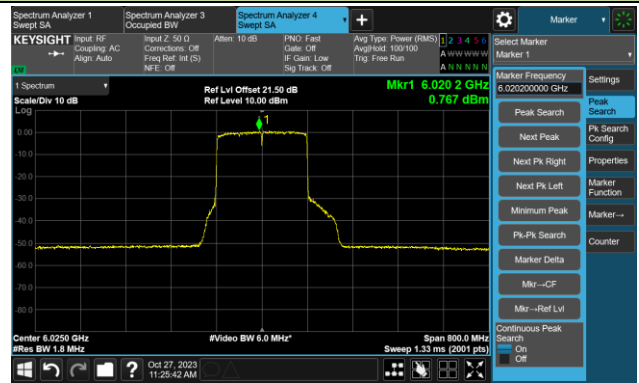 Spectrum Analyzer 1
Swept SA
Spectrum Analyzer 3
Occupied BW
Spectrum Analyzer 4
Swept SA
Marker
KEYSIGHT
Input: RF
Coupling: AC
Align: Auto
Input Z: 50 Ω
Corrections: Off
Freq Ref: Int (S)
NFE: Off
Atten: 10 dB
PNO: Fast
Gate: Off
IF Gain: Low
Sig Track: Off
Avg Type: Power (RMS)
Avg|Hold: 100/100
Trig: Free Run
1 2 3 4 5 6
A W W W W W
A N N N N N
Select Marker
Marker 1
1 Spectrum
Scale/Div 10 dB
Log
Ref Lvl Offset 21.50 dB
Ref Level 10.00 dBm
Mkr1 6.020 2 GHz
0.767 dBm
1
0.00
-10.0
-20.0
-30.0
-40.0
-50.0
-60.0
-70.0
-80.0
Center 6.0250 GHz
#Res BW 1.8 MHz
#Video BW 6.0 MHz*
Span 800.0 MHz
Sweep 1.33 ms (2001 pts)
Marker Frequency
6.020200000 GHz
Peak Search
Next Peak
Next Pk Right
Next Pk Left
Minimum Peak
Pk-Pk Search
Marker Delta
Mkr→CF
Mkr→Ref Lvl
Continuous Peak
Search
On
Off
Settings
Peak
Search
Pk Search
Config
Properties
Marker
Function
Marker→
Counter
?
Oct 27, 2023
11:25:42 AM